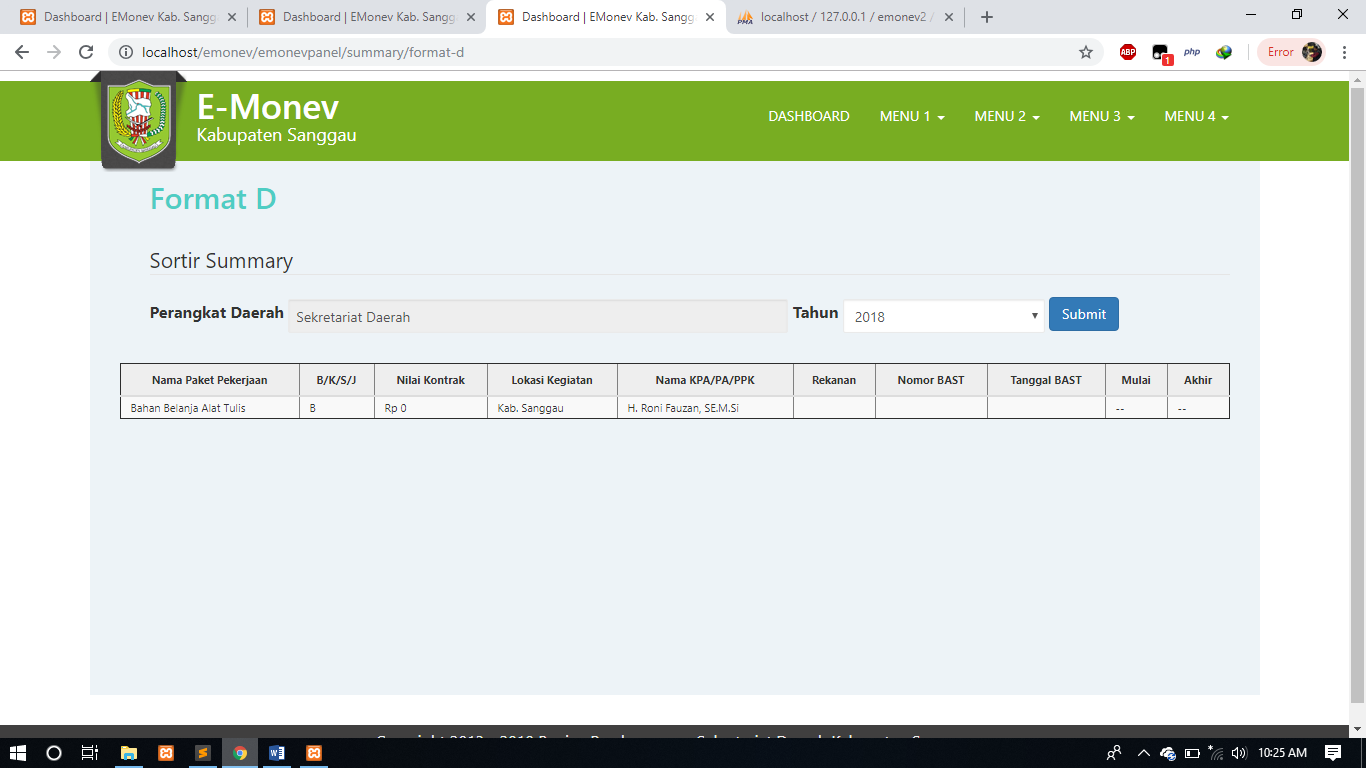 Dashboard | EMonev Kab. Sangg
Dashboard | EMonev Kab. Sangg
Dashboard | EMonev Kab. Sangg
PMA localhost / 127.0.0.1 / emonev2 /
localhost/emonev/emonevpanel/summary/format-d
ABP
1
php
Error
E-Monev
Kabupaten Sanggau
DASHBOARD MENU 1 MENU 2 MENU 3 MENU 4
Format D
Sortir Summary
Perangkat Daerah Sekretariat Daerah Tahun 2018 Submit
Nama Paket Pekerjaan B/K/S/J Nilai Kontrak Lokasi Kegiatan Nama KPA/PA/PPK Rekanan Nomor BAST Tanggal BAST Mulai Akhir
Bahan Belanja Alat Tulis B Rp 0 Kab. Sanggau H. Roni Fauzan, SE.M.Si -- --
10:25 AM